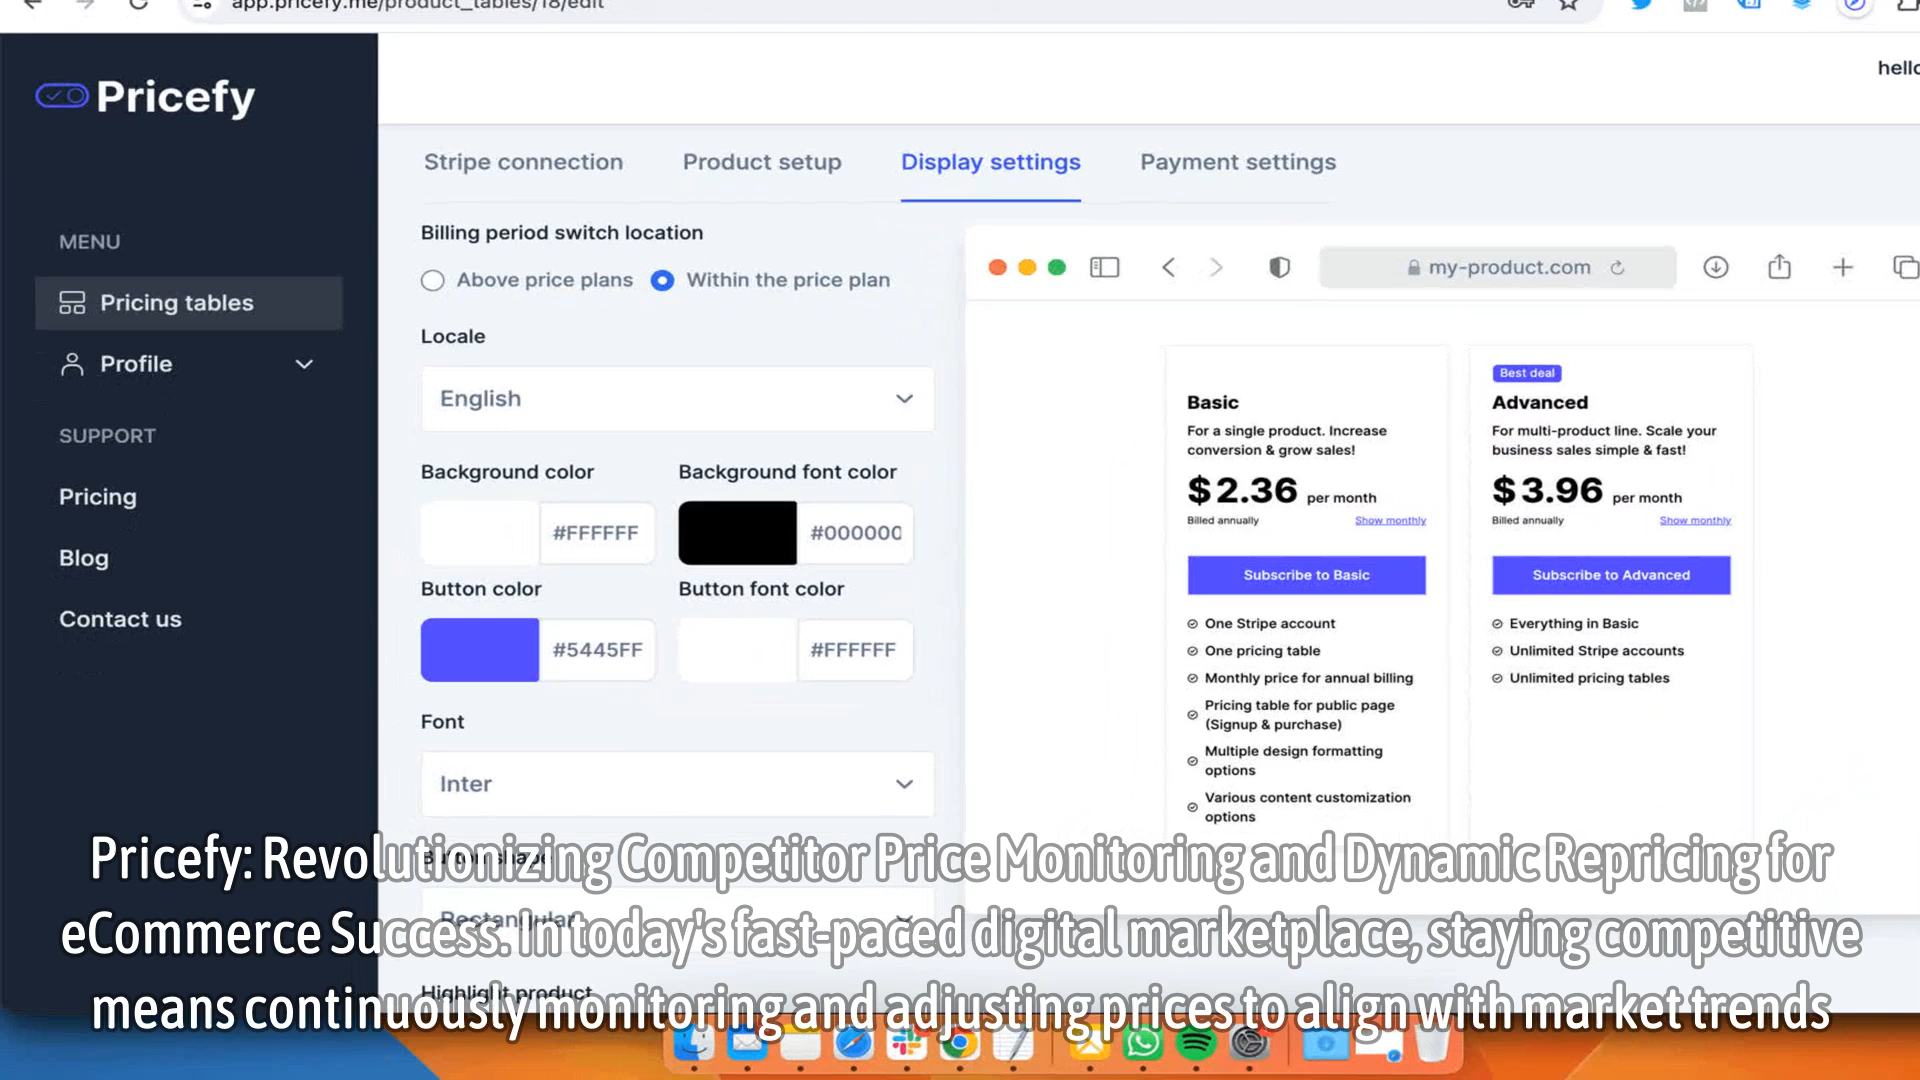 app.pricefy.me/product_tables/18/edit
Pricefy
hello
MENU
Pricing tables
Profile
SUPPORT
Pricing
Blog
Contact us
Stripe connection Product setup Display settings Payment settings
Billing period switch location
Above price plans Within the price plan
Locale
English
Background color Background font color
#FFFFFF #000000
Button color Button font color
#5445FF #FFFFFF
Font
Inter
Button shape
Rectangular
Highlight product
my-product.com
Basic
For a single product. Increase
conversion & grow sales!
$2.36 per month
Billed annually Show monthly
Subscribe to Basic
One Stripe account
One pricing table
Monthly price for annual billing
Pricing table for public page
(Signup & purchase)
Multiple design formatting
options
Various content customization
options
Best deal
Advanced
For multi-product line. Scale your
business sales simple & fast!
$3.96 per month
Billed annually Show monthly
Subscribe to Advanced
Everything in Basic
Unlimited Stripe accounts
Unlimited pricing tables
Pricefy: Revolutionizing Competitor Price Monitoring and Dynamic Repricing for
eCommerce Success. In today's fast-paced digital marketplace, staying competitive
means continuously monitoring and adjusting prices to align with market trends